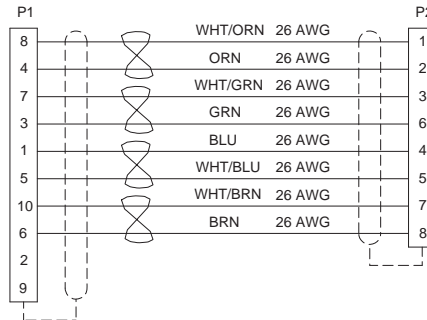 P1 P2
8 WHT/ORN 26 AWG 1
4 ORN 26 AWG 2
7 WHT/GRN 26 AWG 3
3 GRN 26 AWG 6
1 BLU 26 AWG 4
5 WHT/BLU 26 AWG 5
10 WHT/BRN 26 AWG 7
6 BRN 26 AWG 8
2
9